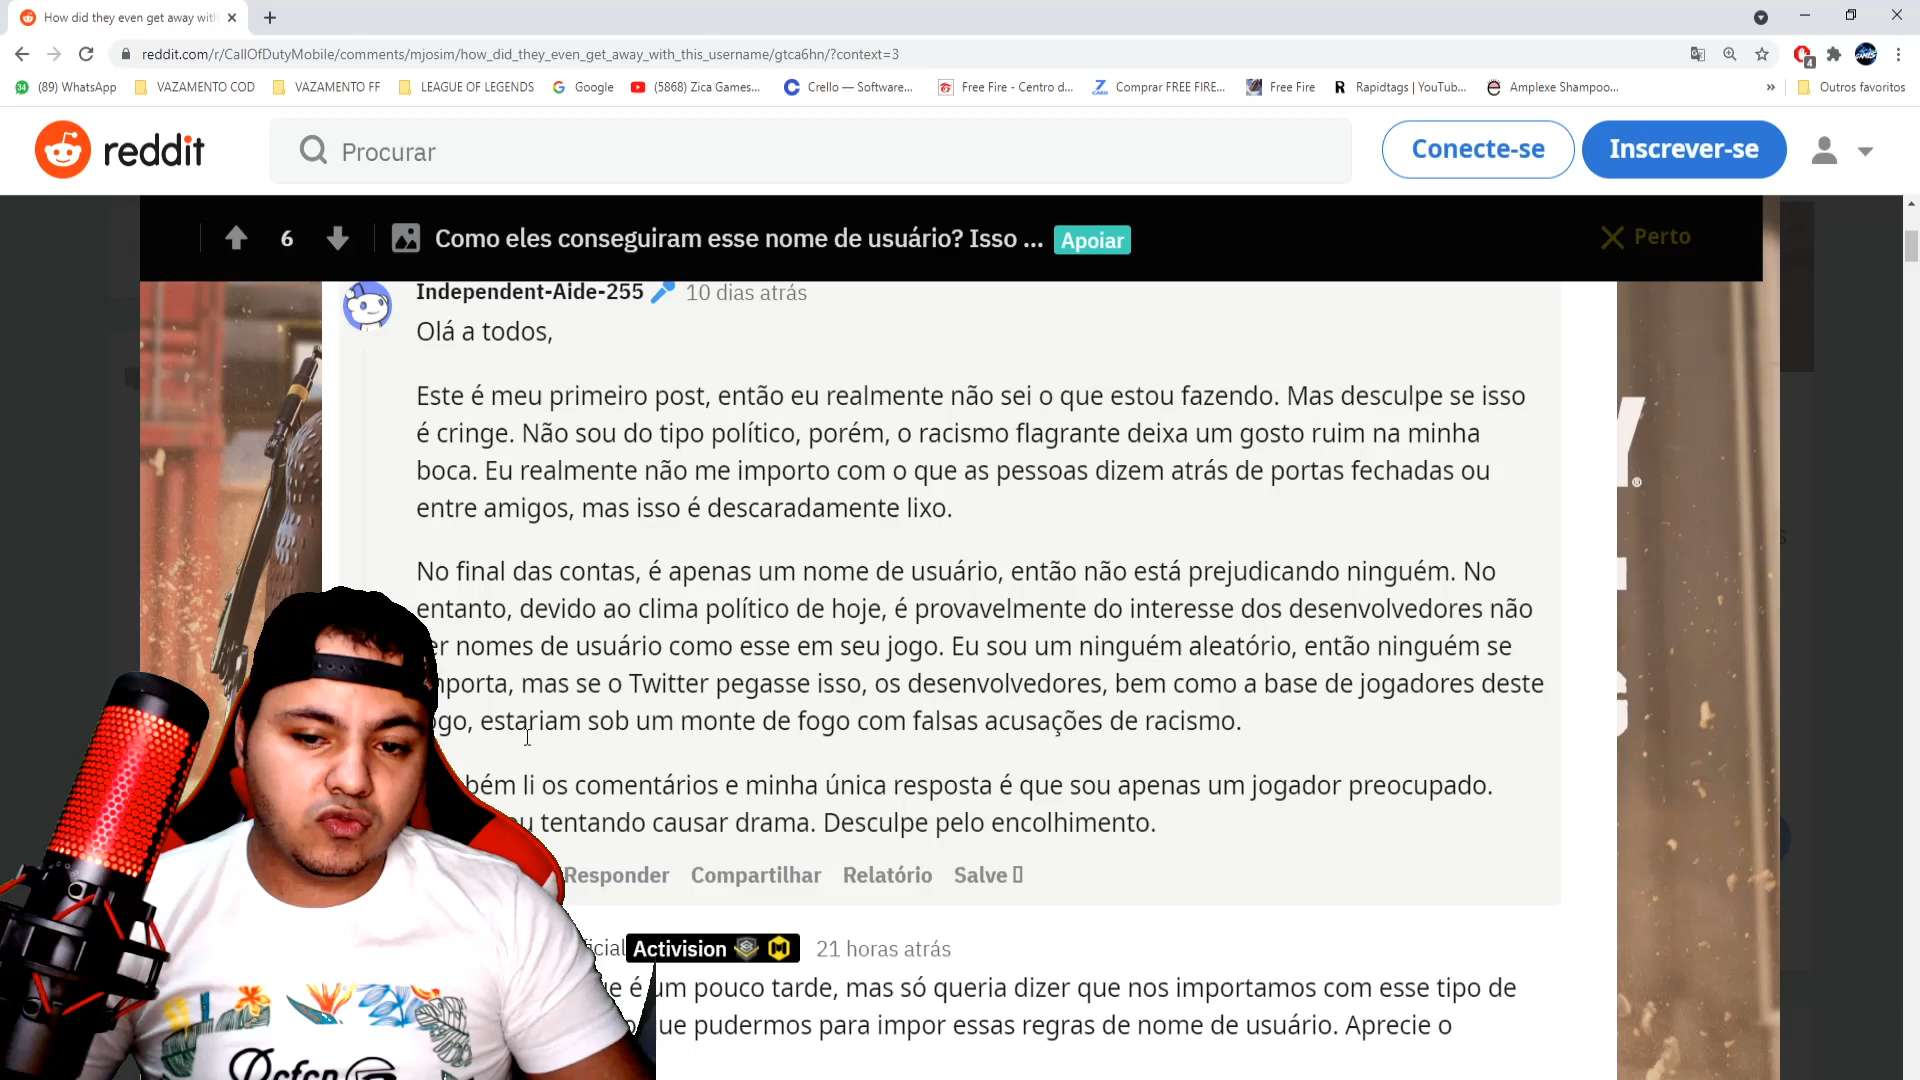 How did they even get away with
reddit.com/r/CallOfDutyMobile/comments/mjosim/how_did_they_even_get_away_with_this_username/gtca6hn/?context=3
4
34 (89) WhatsApp VAZAMENTO COD VAZAMENTO FF LEAGUE OF LEGENDS Google (5868) Zica Games... Crello — Software... Free Fire - Centro d... Comprar FREE FIRE... Free Fire Rapidtags | YouTub... Amplexe Shampoo... » Outros favoritos
reddit Procurar Conecte-se Inscrever-se
6 Como eles conseguiram esse nome de usuário? Isso ... Apoiar Perto
Independent-Aide-255 10 dias atrás
Olá a todos,
Este é meu primeiro post, então eu realmente não sei o que estou fazendo. Mas desculpe se isso
é cringe. Não sou do tipo político, porém, o racismo flagrante deixa um gosto ruim na minha
boca. Eu realmente não me importo com o que as pessoas dizem atrás de portas fechadas ou
entre amigos, mas isso é descaradamente lixo.
No final das contas, é apenas um nome de usuário, então não está prejudicando ninguém. No
entanto, devido ao clima político de hoje, é provavelmente do interesse dos desenvolvedores não
er nomes de usuário como esse em seu jogo. Eu sou um ninguém aleatório, então ninguém se
mporta, mas se o Twitter pegasse isso, os desenvolvedores, bem como a base de jogadores deste
ogo, estariam sob um monte de fogo com falsas acusações de racismo.
bém li os comentários e minha única resposta é que sou apenas um jogador preocupado.
ou tentando causar drama. Desculpe pelo encolhimento.
Responder Compartilhar Relatório Salve
icial Activision 21 horas atrás
e é um pouco tarde, mas só queria dizer que nos importamos com esse tipo de
ue pudermos para impor essas regras de nome de usuário. Aprecie o